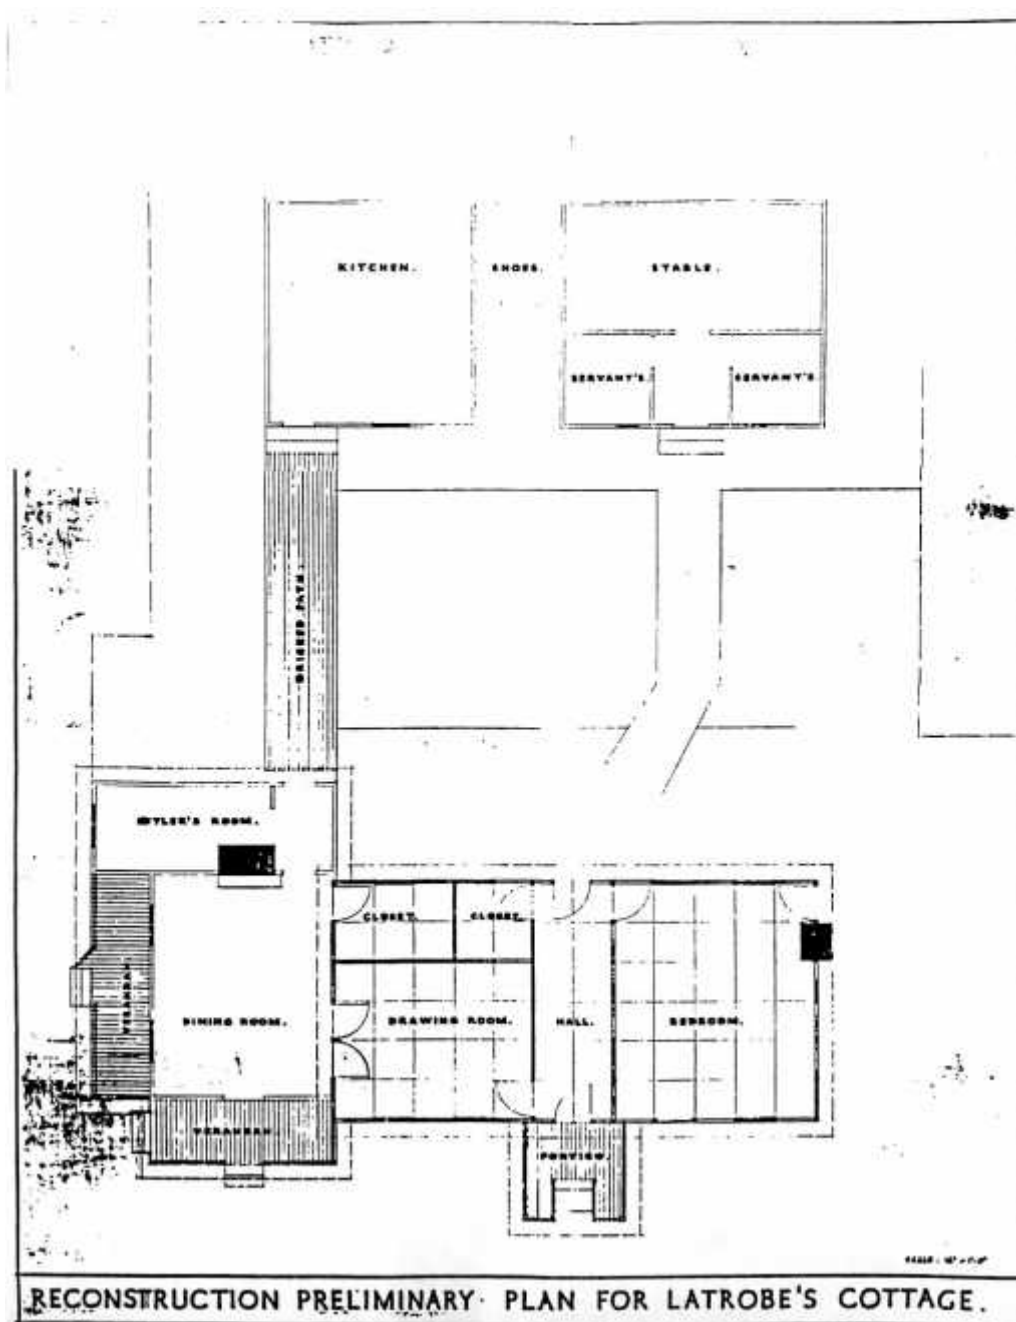 KITCHEN.
SHOES.
STABLE.
SERVANT'S.
SERVANT'S
BRICKED PATH.
BUTLER'S ROOM.
CLOSET.
CLOSET.
VERANDAH.
DINING ROOM.
DRAWING ROOM.
HALL.
BEDROOM.
VERANDAH.
SCALE :
RECONSTRUCTION PRELIMINARY PLAN FOR LATROBE'S COTTAGE.